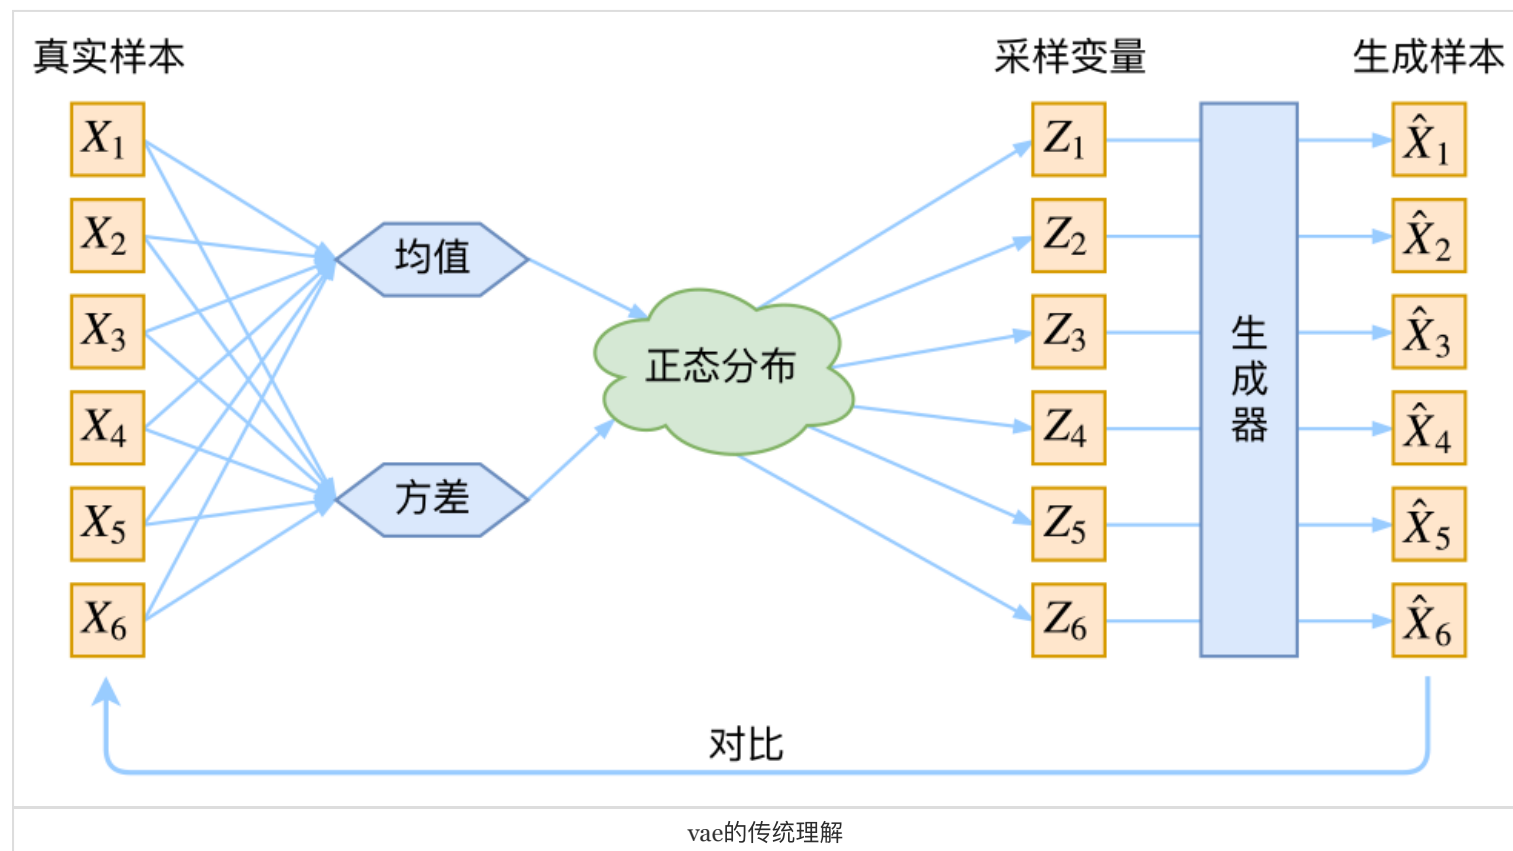 真实样本
采样变量
生成样本
X₁
X₂
X₃
X₄
X₅
X₆
均值
方差
正态分布
Z₁
Z₂
Z₃
Z₄
Z₅
Z₆
生成器
X̂₁
X̂₂
X̂₃
X̂₄
X̂₅
X̂₆
对比
vae的传统理解